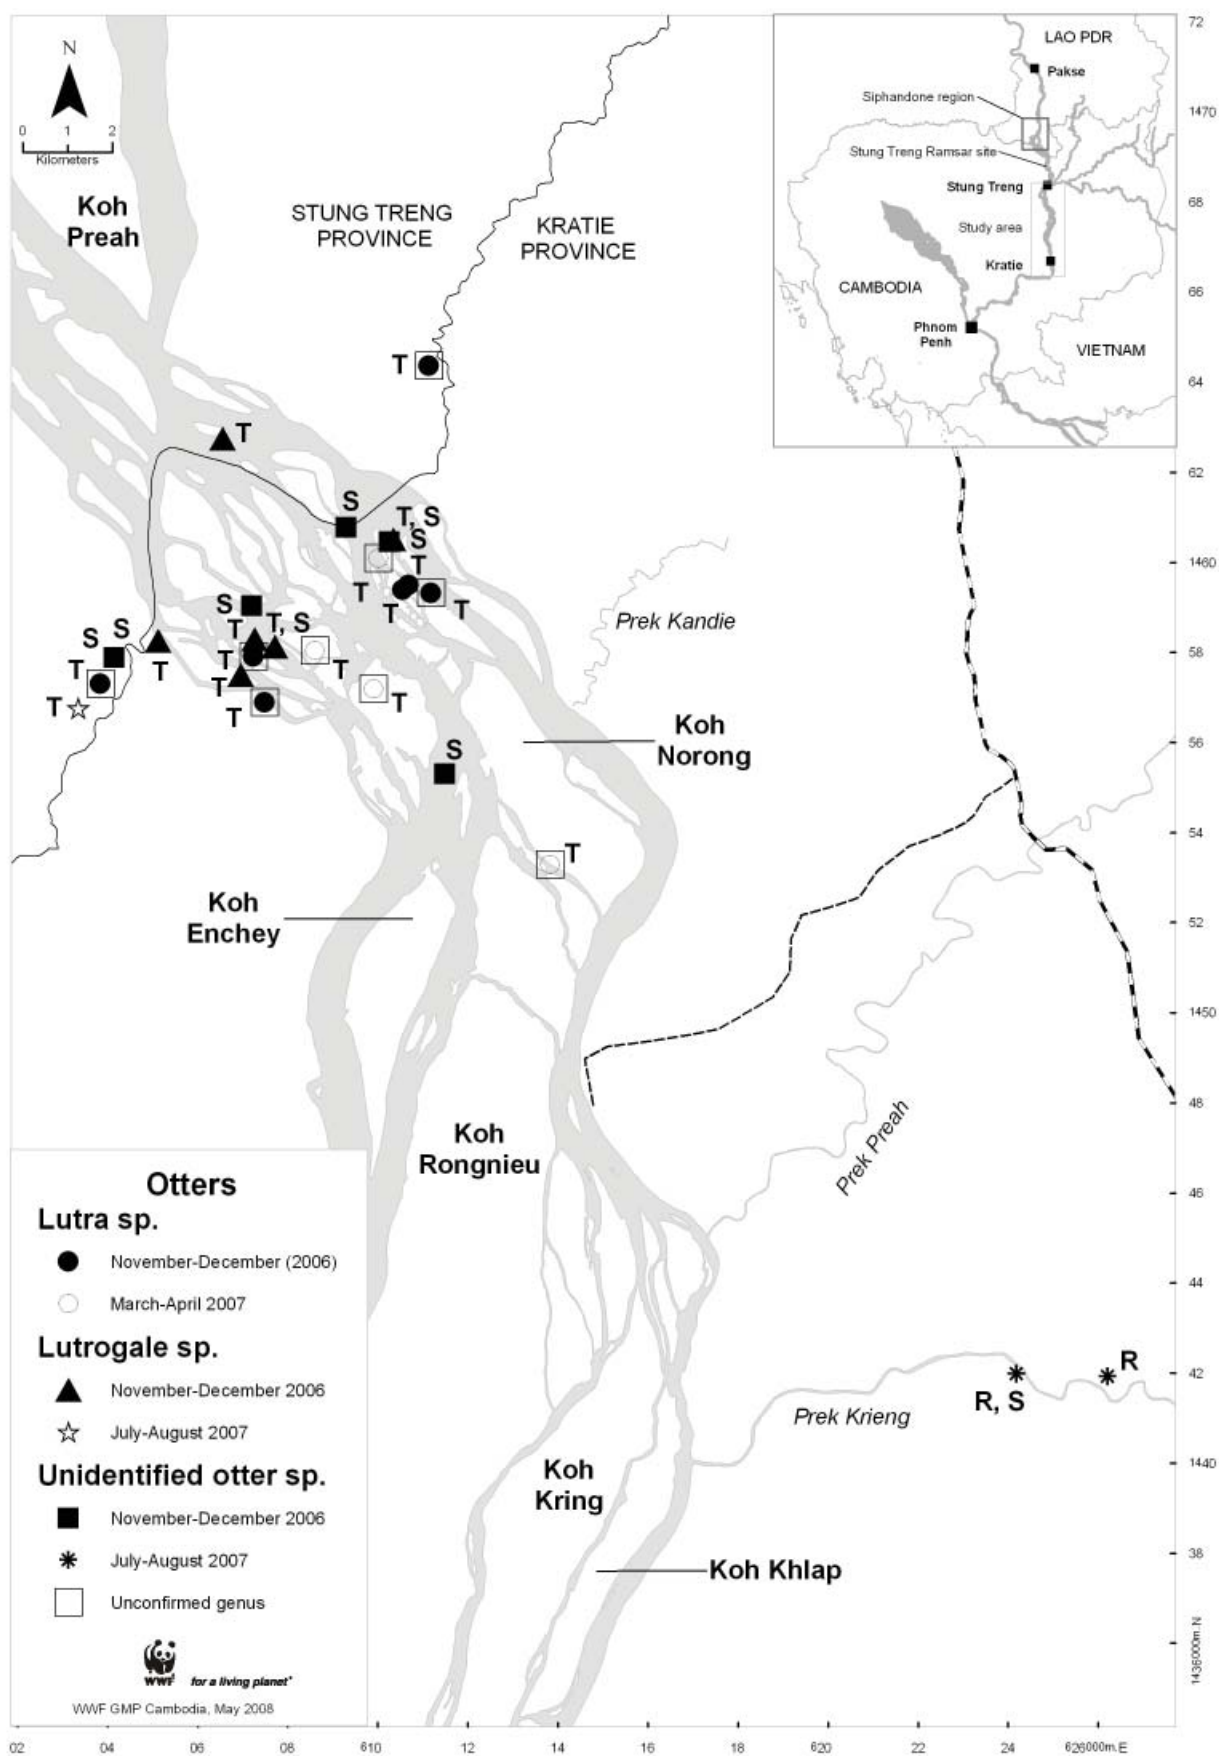 N
0 1 2
Kilometers
Koh
Preah
STUNG TRENG
PROVINCE
KRATIE
PROVINCE
LAO PDR
Pakse
Siphandone region
Stung Treng Ramsar site
Stung Treng
Study area
Kratie
CAMBODIA
Phnom
Penh
VIETNAM
72
1470
68
66
64
62
1460
58
56
54
52
1450
48
46
44
42
1440
38
1436000m.N
T
T
S
T, S
S
T
T
T
T
S
T, S
T
T
T
T
T
T
S
S
T
T
T
S
T
Prek Kandie
Koh
Norong
Koh
Enchey
Koh
Rongnieu
Prek Preah
R
R, S
Prek Krieng
Koh
Kring
Koh Khlap
Otters
Lutra sp.
November-December (2006)
March-April 2007
Lutrogale sp.
November-December 2006
July-August 2007
Unidentified otter sp.
November-December 2006
July-August 2007
Unconfirmed genus
WWF
for a living planet®
WWF GMP Cambodia, May 2008
02 04 06 08 610 12 14 16 18 620 22 24 626000m.E